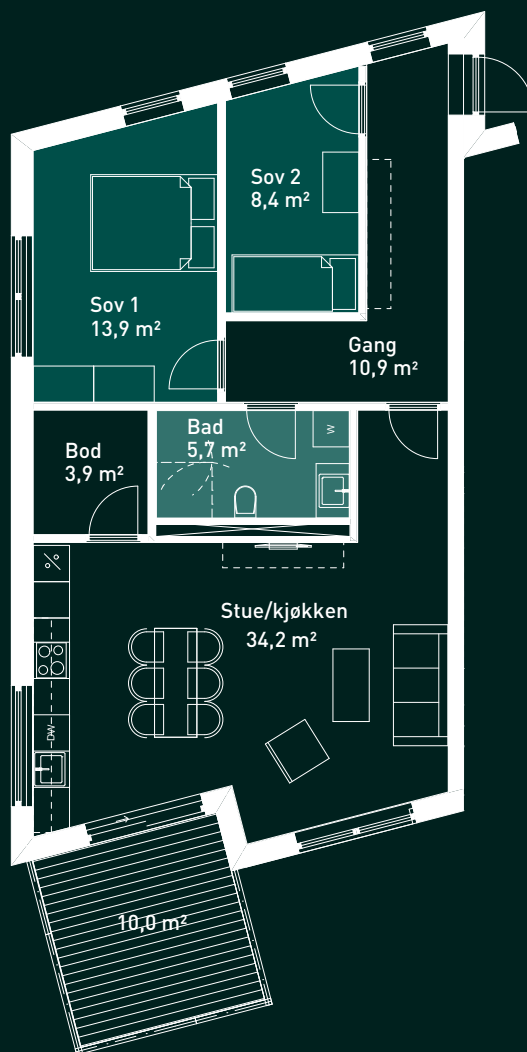 Sov 2
8,4 m²
Sov 1
13,9 m²
Gang
10,9 m²
Bad
5,7 m²
W
Bod
3,9 m²
Stue/kjøkken
34,2 m²
DW
10,0 m²